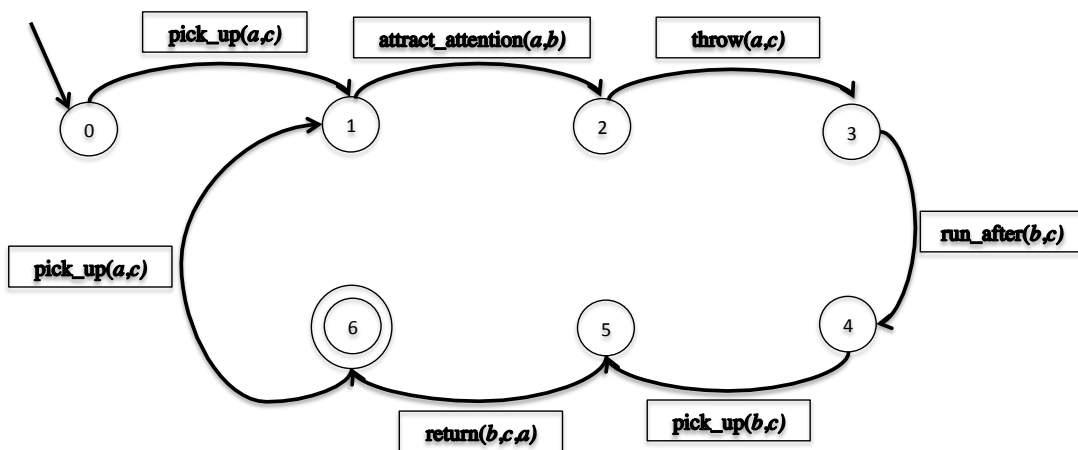 pick_up(a,c)
attract_attention(a,b)
throw(a,c)
0
1
2
3
run_after(b,c)
pick_up(a,c)
6
5
4
return(b,c,a)
pick_up(b,c)